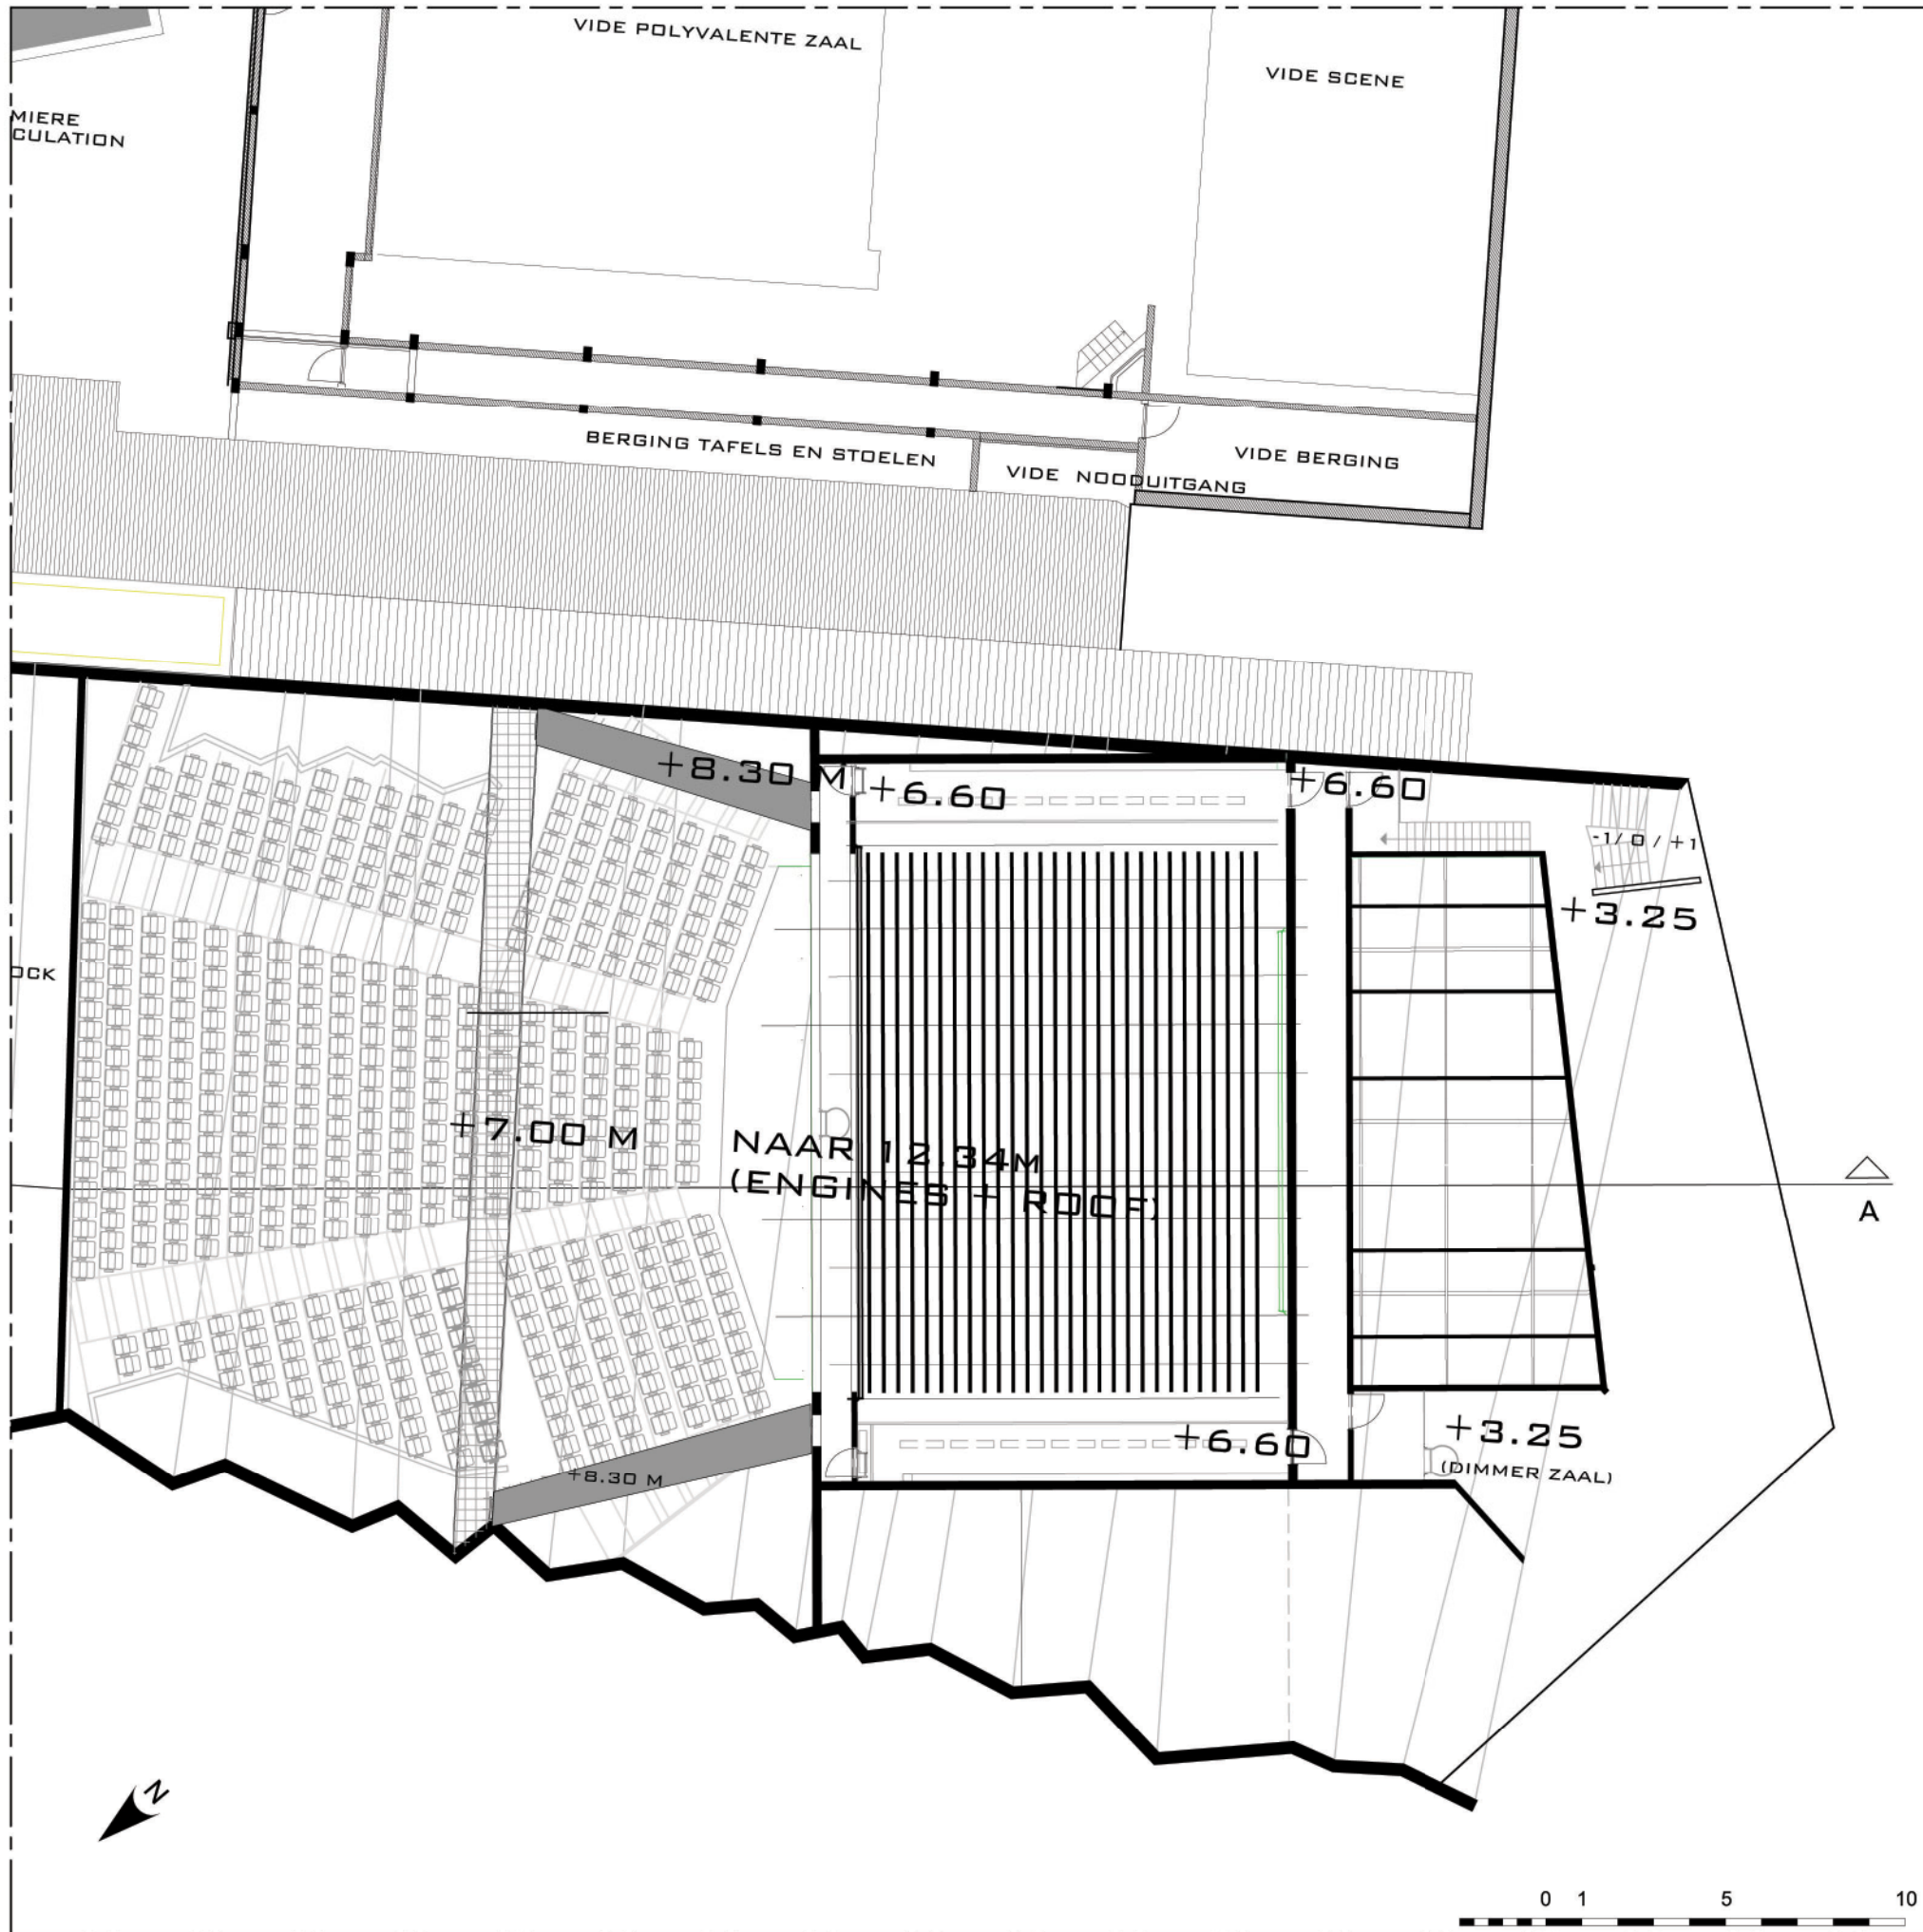 VIDE POLYVALENTE ZAAL
VIDE SCENE
MIERE
CULATION
BERGING TAFELS EN STOELEN
VIDE NOODUITGANG
VIDE BERGING
+8.30 M
+6.60
+6.60
-1/ 0 / +1
+3.25
OCK
+7.00 M
NAAR 12.34M
(ENGINES + ROOF)
A
+6.60
+3.25
(DIMMER ZAAL)
+8.30 M
N
0 1 5 10